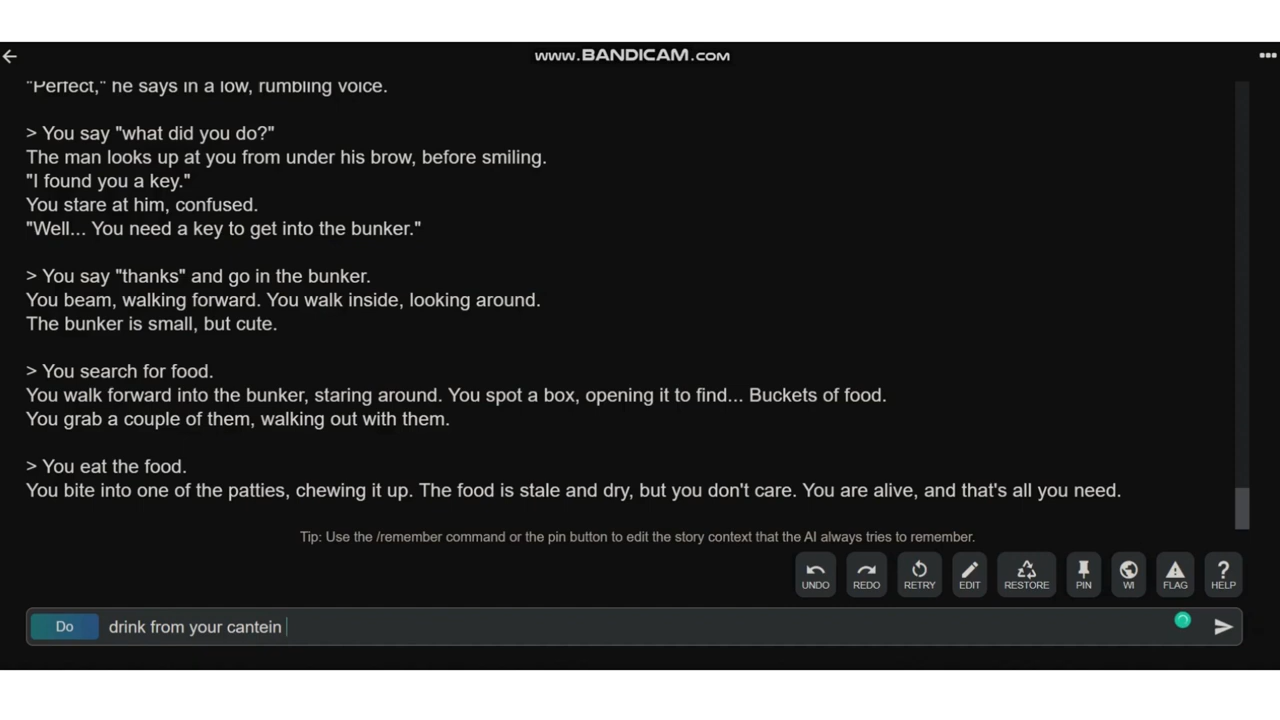 www.BANDICAM.com
"Perfect," he says in a low, rumbling voice.
> You say "what did you do?"
The man looks up at you from under his brow, before smiling.
"I found you a key."
You stare at him, confused.
"Well... You need a key to get into the bunker."
> You say "thanks" and go in the bunker.
You beam, walking forward. You walk inside, looking around.
The bunker is small, but cute.
> You search for food.
You walk forward into the bunker, staring around. You spot a box, opening it to find... Buckets of food.
You grab a couple of them, walking out with them.
> You eat the food.
You bite into one of the patties, chewing it up. The food is stale and dry, but you don't care. You are alive, and that's all you need.
Tip: Use the /remember command or the pin button to edit the story context that the AI always tries to remember.
UNDO REDO RETRY EDIT RESTORE PIN WI FLAG HELP
Do drink from your cantein